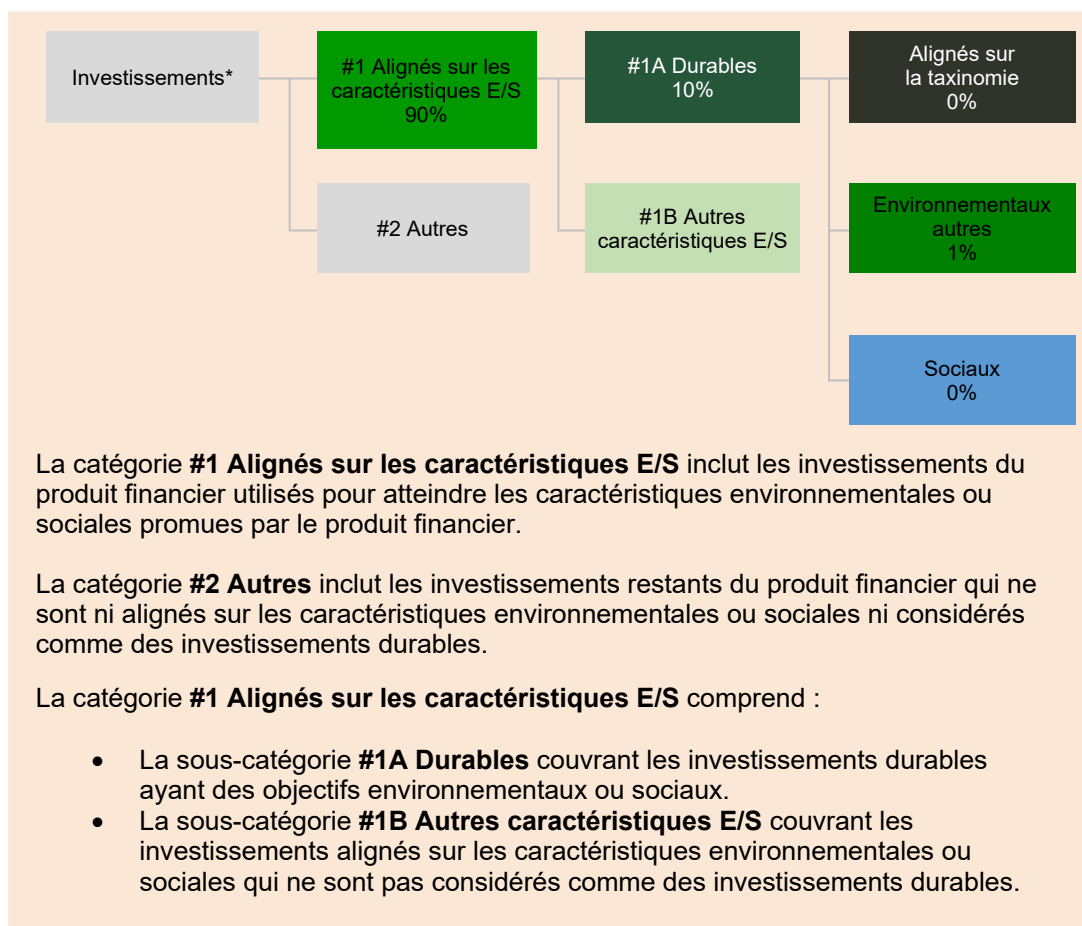 Investissements*
#1 Alignés sur les
caractéristiques E/S
90%
#1A Durables
10%
Alignés sur
la taxinomie
0%
#2 Autres
#1B Autres
caractéristiques E/S
Environnementaux
autres
1%
Sociaux
0%
La catégorie #1 Alignés sur les caractéristiques E/S inclut les investissements du
produit financier utilisés pour atteindre les caractéristiques environnementales ou
sociales promues par le produit financier.
La catégorie #2 Autres inclut les investissements restants du produit financier qui ne
sont ni alignés sur les caractéristiques environnementales ou sociales ni considérés
comme des investissements durables.
La catégorie #1 Alignés sur les caractéristiques E/S comprend :
• La sous-catégorie #1A Durables couvrant les investissements durables
ayant des objectifs environnementaux ou sociaux.
• La sous-catégorie #1B Autres caractéristiques E/S couvrant les
investissements alignés sur les caractéristiques environnementales ou
sociales qui ne sont pas considérés comme des investissements durables.